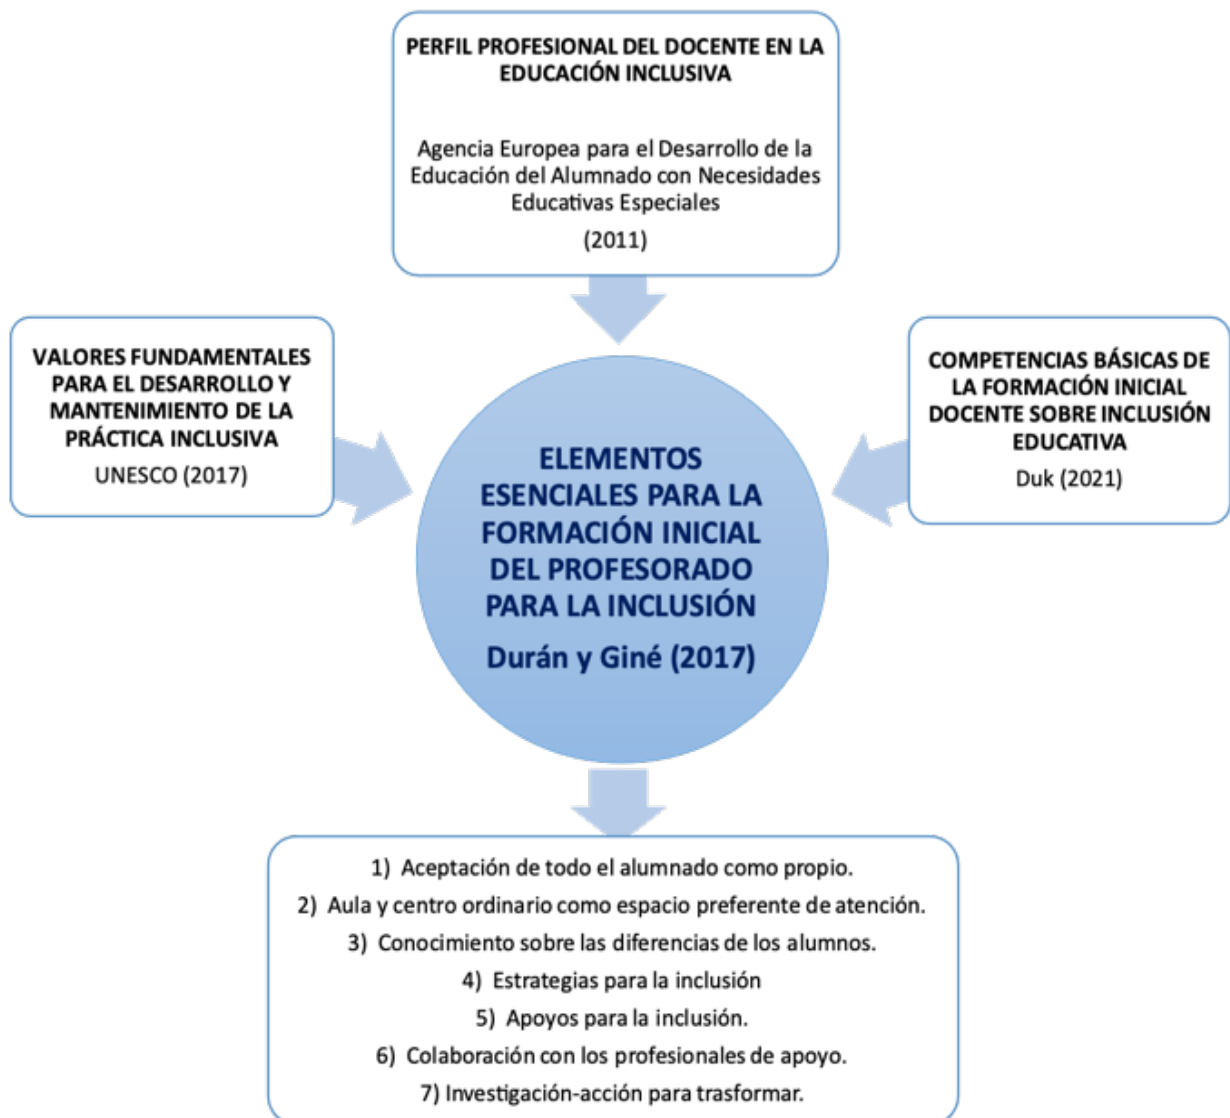 PERFIL PROFESIONAL DEL DOCENTE EN LA
EDUCACIÓN INCLUSIVA
Agencia Europea para el Desarrollo de la
Educación del Alumnado con Necesidades
Educativas Especiales
(2011)
VALORES FUNDAMENTALES
PARA EL DESARROLLO Y
MANTENIMIENTO DE LA
PRÁCTICA INCLUSIVA
UNESCO (2017)
COMPETENCIAS BÁSICAS DE
LA FORMACIÓN INICIAL
DOCENTE SOBRE INCLUSIÓN
EDUCATIVA
Duk (2021)
ELEMENTOS
ESENCIALES PARA LA
FORMACIÓN INICIAL
DEL PROFESORADO
PARA LA INCLUSIÓN
Durán y Giné (2017)
1) Aceptación de todo el alumnado como propio.
2) Aula y centro ordinario como espacio preferente de atención.
3) Conocimiento sobre las diferencias de los alumnos.
4) Estrategias para la inclusión
5) Apoyos para la inclusión.
6) Colaboración con los profesionales de apoyo.
7) Investigación-acción para trasformar.